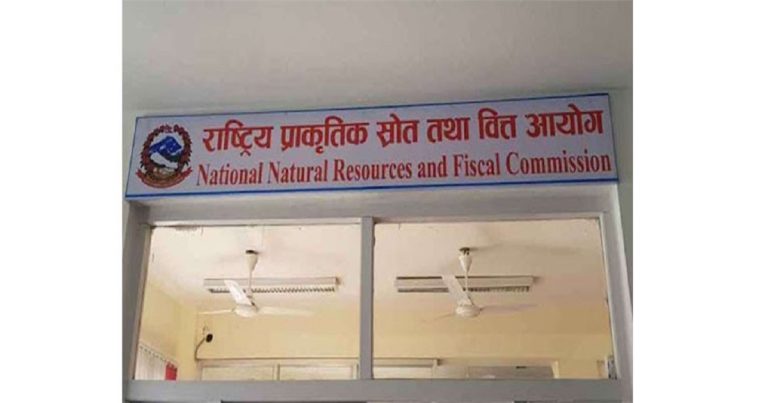 राष्ट्रिय प्राकृतिक स्रोत तथा वित्त आयोग
National Natural Resources and Fiscal Commission